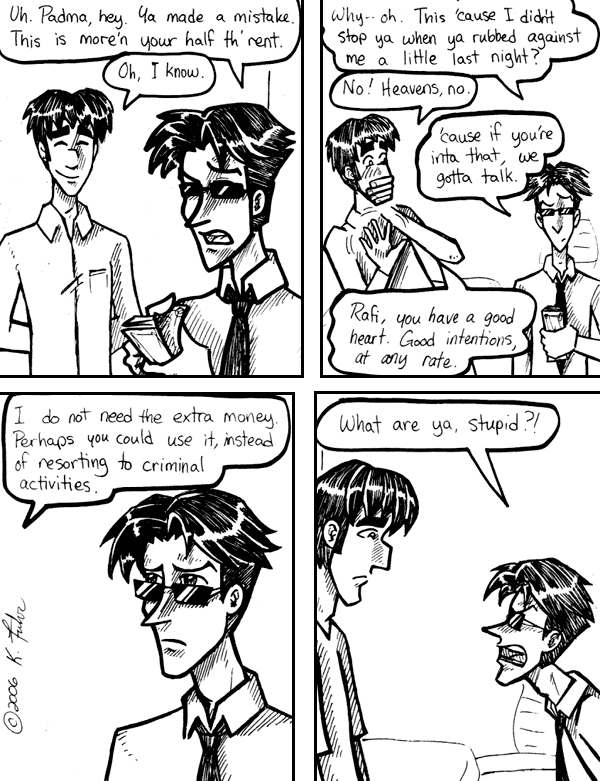 Uh. Padma, hey. Ya made a mistake.
This is more'n your half th' rent.
Oh, I know.
Why-- oh. This 'cause I didn't
stop ya when ya rubbed against
me a little last night?
No! Heavens, no.
'cause if you're
inta that, we
gotta talk.
Rafi, you have a good
heart. Good intentions,
at any rate.
I do not need the extra money.
Perhaps you could use it, instead
of resorting to criminal
activities.
What are ya, stupid?!
©2006 K.